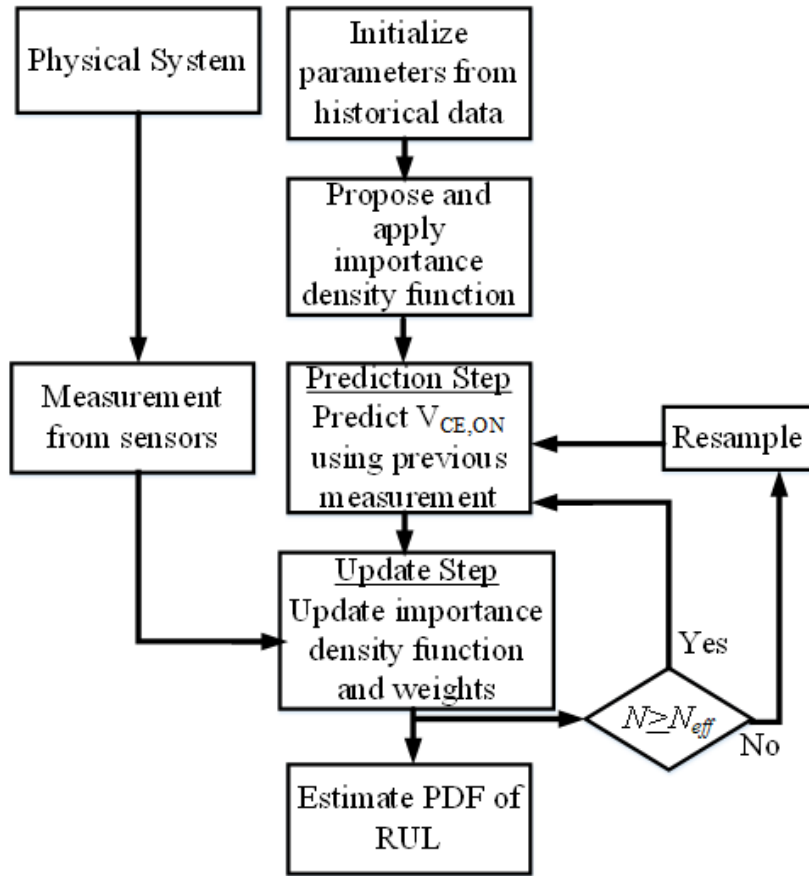 Physical System
Initialize
parameters from
historical data
Propose and
apply
importance
density function
Measurement
from sensors
Prediction Step
Predict V_CE,ON
using previous
measurement
Resample
Update Step
Update importance
density function
and weights
Yes
N≥N_eff
No
Estimate PDF of
RUL